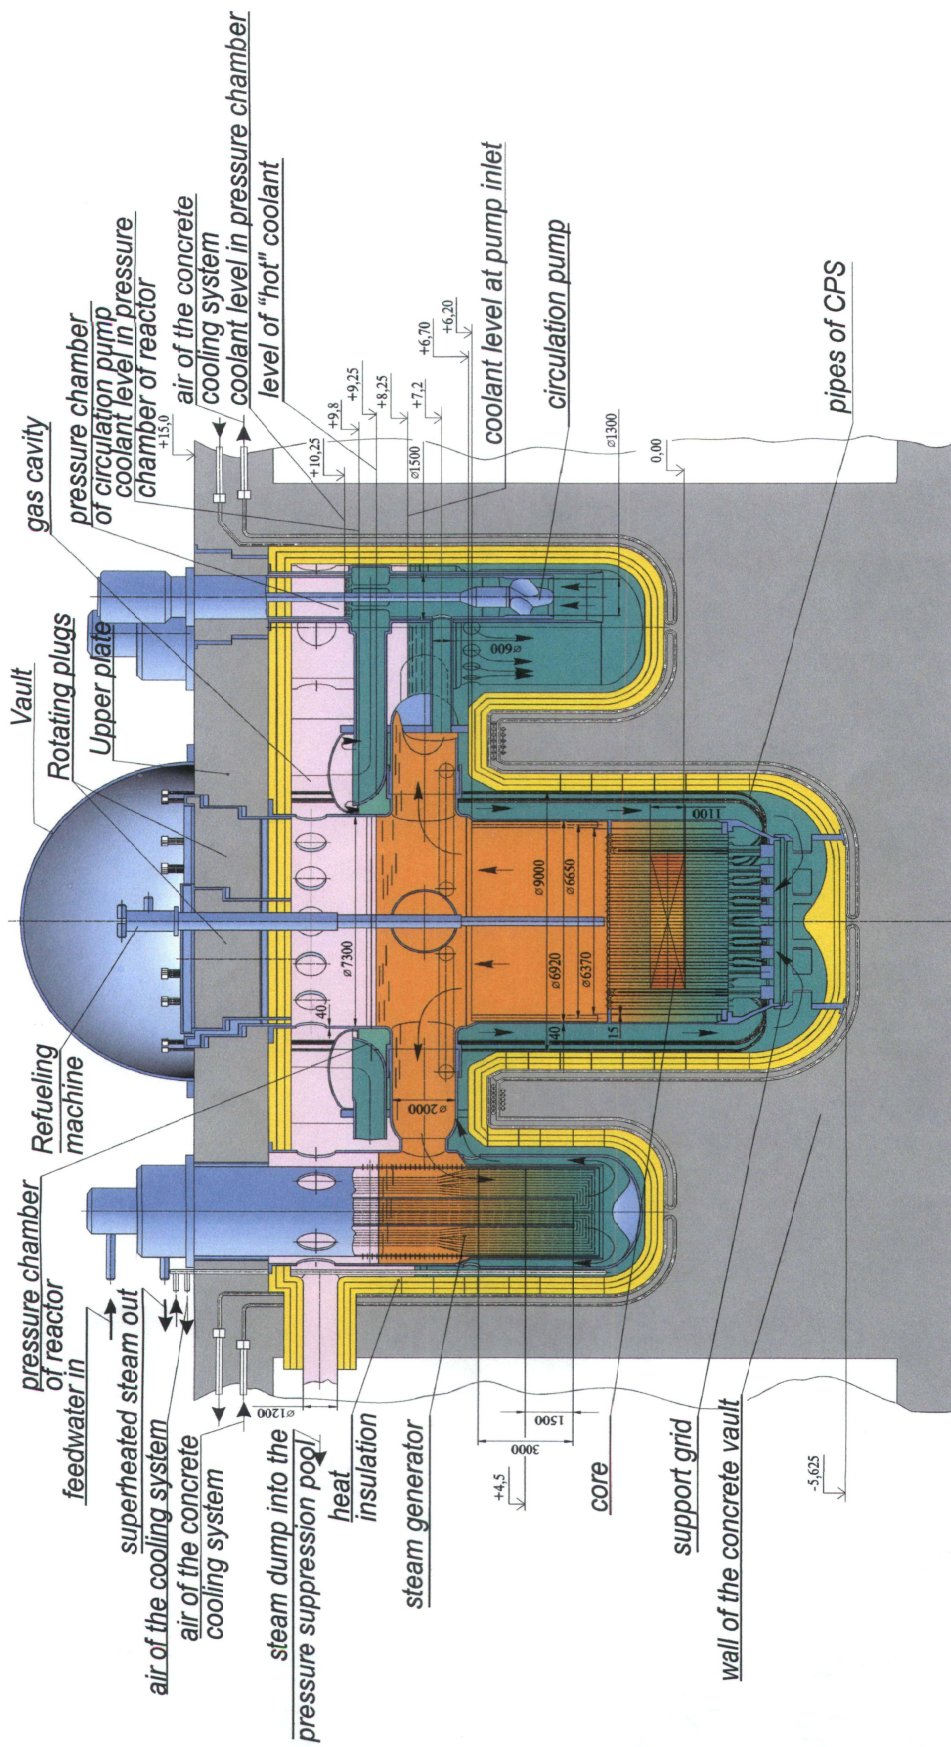 Vault
Rotating plugs
Upper plate
gas cavity
pressure chamber
of circulation pump
coolant level in pressure
chamber of reactor
+15,0
air of the concrete
cooling system
coolant level in pressure chamber
level of "hot" coolant
+10,25
+9,8
+9,25
+8,25
+7,2
+6,70
+6,20
coolant level at pump inlet
circulation pump
ø1500
ø1300
ø600
0,00
pipes of CPS
Refueling
machine
pressure chamber
of reactor
feedwater in
superheated steam out
air of the cooling system
air of the concrete
cooling system
ø1200
steam dump into the
pressure suppression pool
heat
insulation
steam generator
3000
1500
+4,5
core
support grid
wall of the concrete vault
-5,625
40
ø7300
ø2000
ø9000
ø6920
ø6650
ø6370
40
15
1100